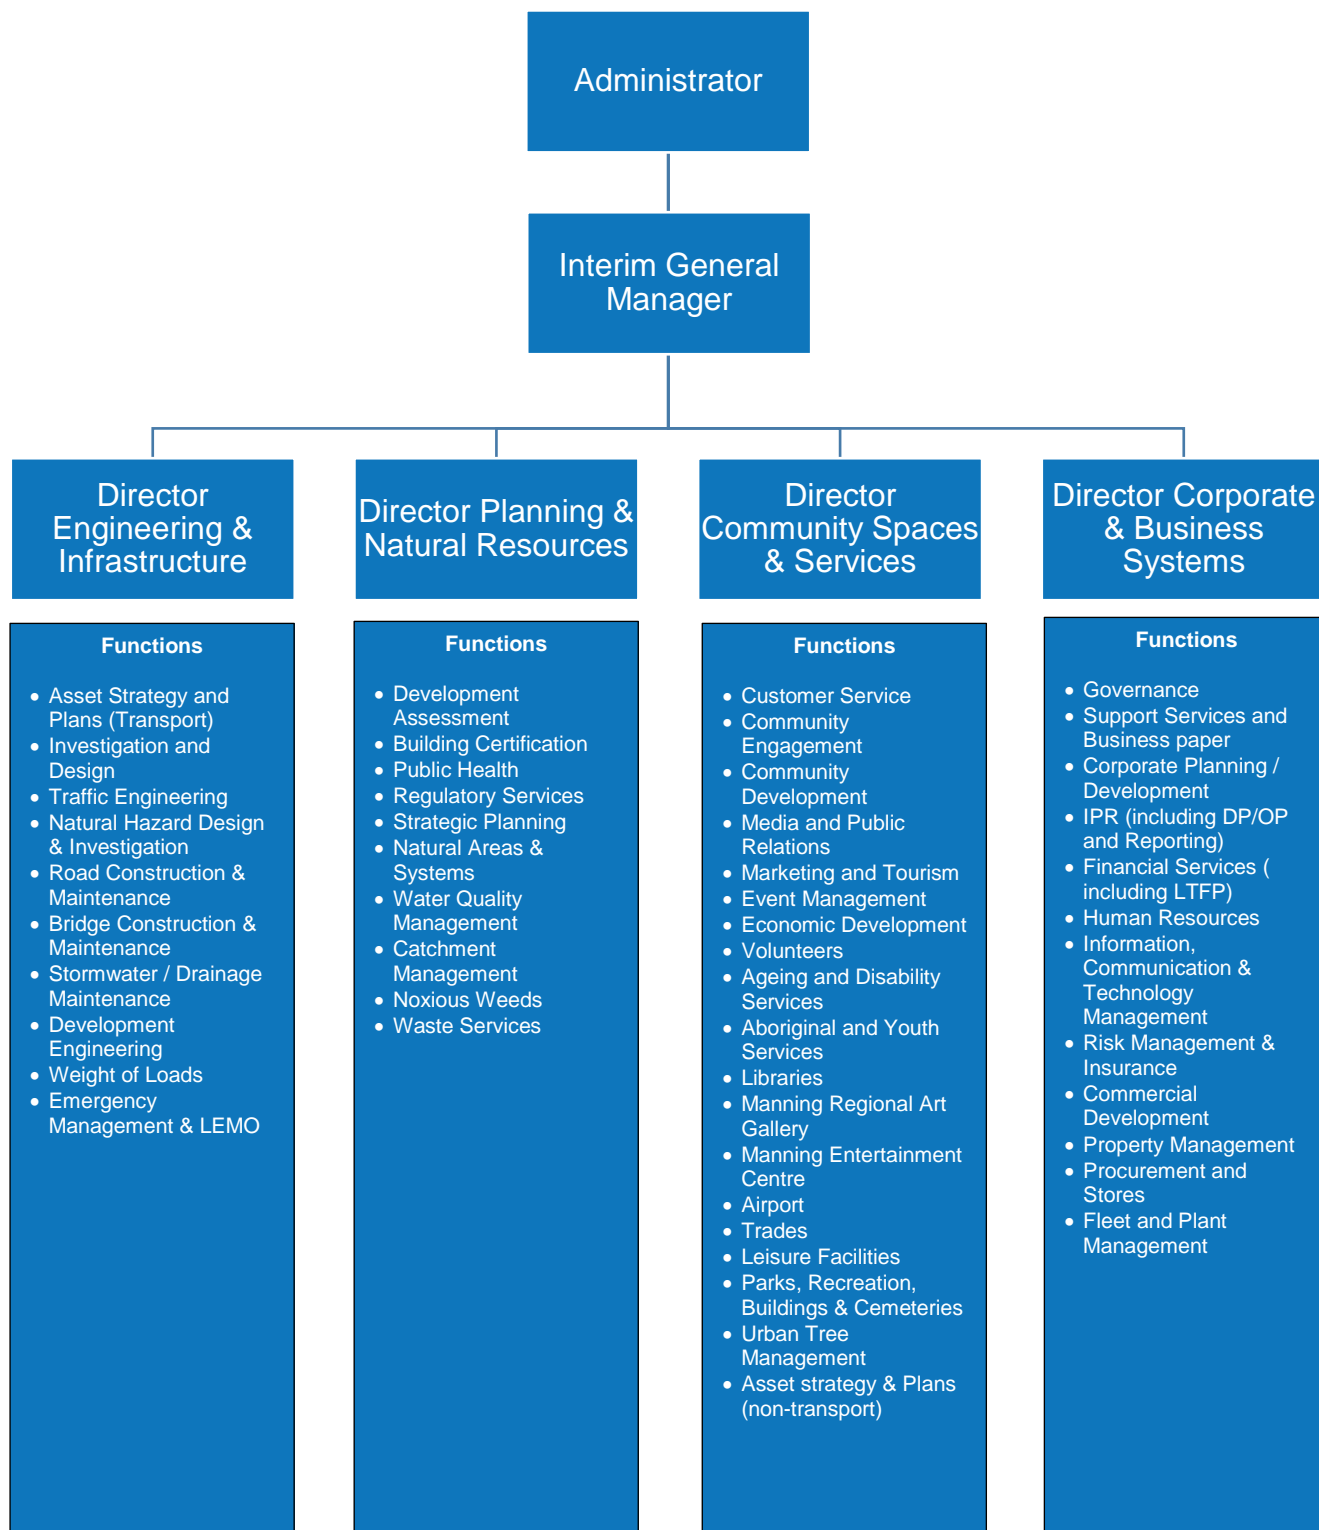 Administrator
Interim General
Manager
Director
Engineering &
Infrastructure
Director Planning &
Natural Resources
Director
Community Spaces
& Services
Director Corporate
& Business
Systems
Functions
• Asset Strategy and
Plans (Transport)
• Investigation and
Design
• Traffic Engineering
• Natural Hazard Design
& Investigation
• Road Construction &
Maintenance
• Bridge Construction &
Maintenance
• Stormwater / Drainage
Maintenance
• Development
Engineering
• Weight of Loads
• Emergency
Management & LEMO
Functions
• Development
Assessment
• Building Certification
• Public Health
• Regulatory Services
• Strategic Planning
• Natural Areas &
Systems
• Water Quality
Management
• Catchment
Management
• Noxious Weeds
• Waste Services
Functions
• Customer Service
• Community
Engagement
• Community
Development
• Media and Public
Relations
• Marketing and Tourism
• Event Management
• Economic Development
• Volunteers
• Ageing and Disability
Services
• Aboriginal and Youth
Services
• Libraries
• Manning Regional Art
Gallery
• Manning Entertainment
Centre
• Airport
• Trades
• Leisure Facilities
• Parks, Recreation,
Buildings & Cemeteries
• Urban Tree
Management
• Asset strategy & Plans
(non-transport)
Functions
• Governance
• Support Services and
Business paper
• Corporate Planning /
Development
• IPR (including DP/OP
and Reporting)
• Financial Services (
including LTFP)
• Human Resources
• Information,
Communication &
Technology
Management
• Risk Management &
Insurance
• Commercial
Development
• Property Management
• Procurement and
Stores
• Fleet and Plant
Management